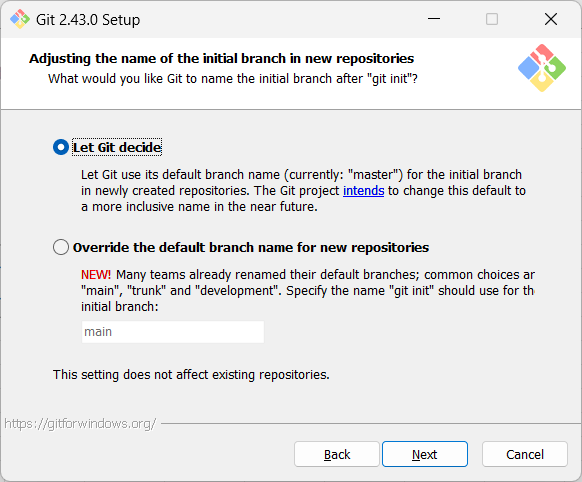 Git 2.43.0 Setup
Adjusting the name of the initial branch in new repositories
What would you like Git to name the initial branch after "git init"?
Let Git decide
Let Git use its default branch name (currently: "master") for the initial branch
in newly created repositories. The Git project intends to change this default to
a more inclusive name in the near future.
Override the default branch name for new repositories
NEW! Many teams already renamed their default branches; common choices ar
"main", "trunk" and "development". Specify the name "git init" should use for the
initial branch:
main
This setting does not affect existing repositories.
https://gitforwindows.org/
Back
Next
Cancel